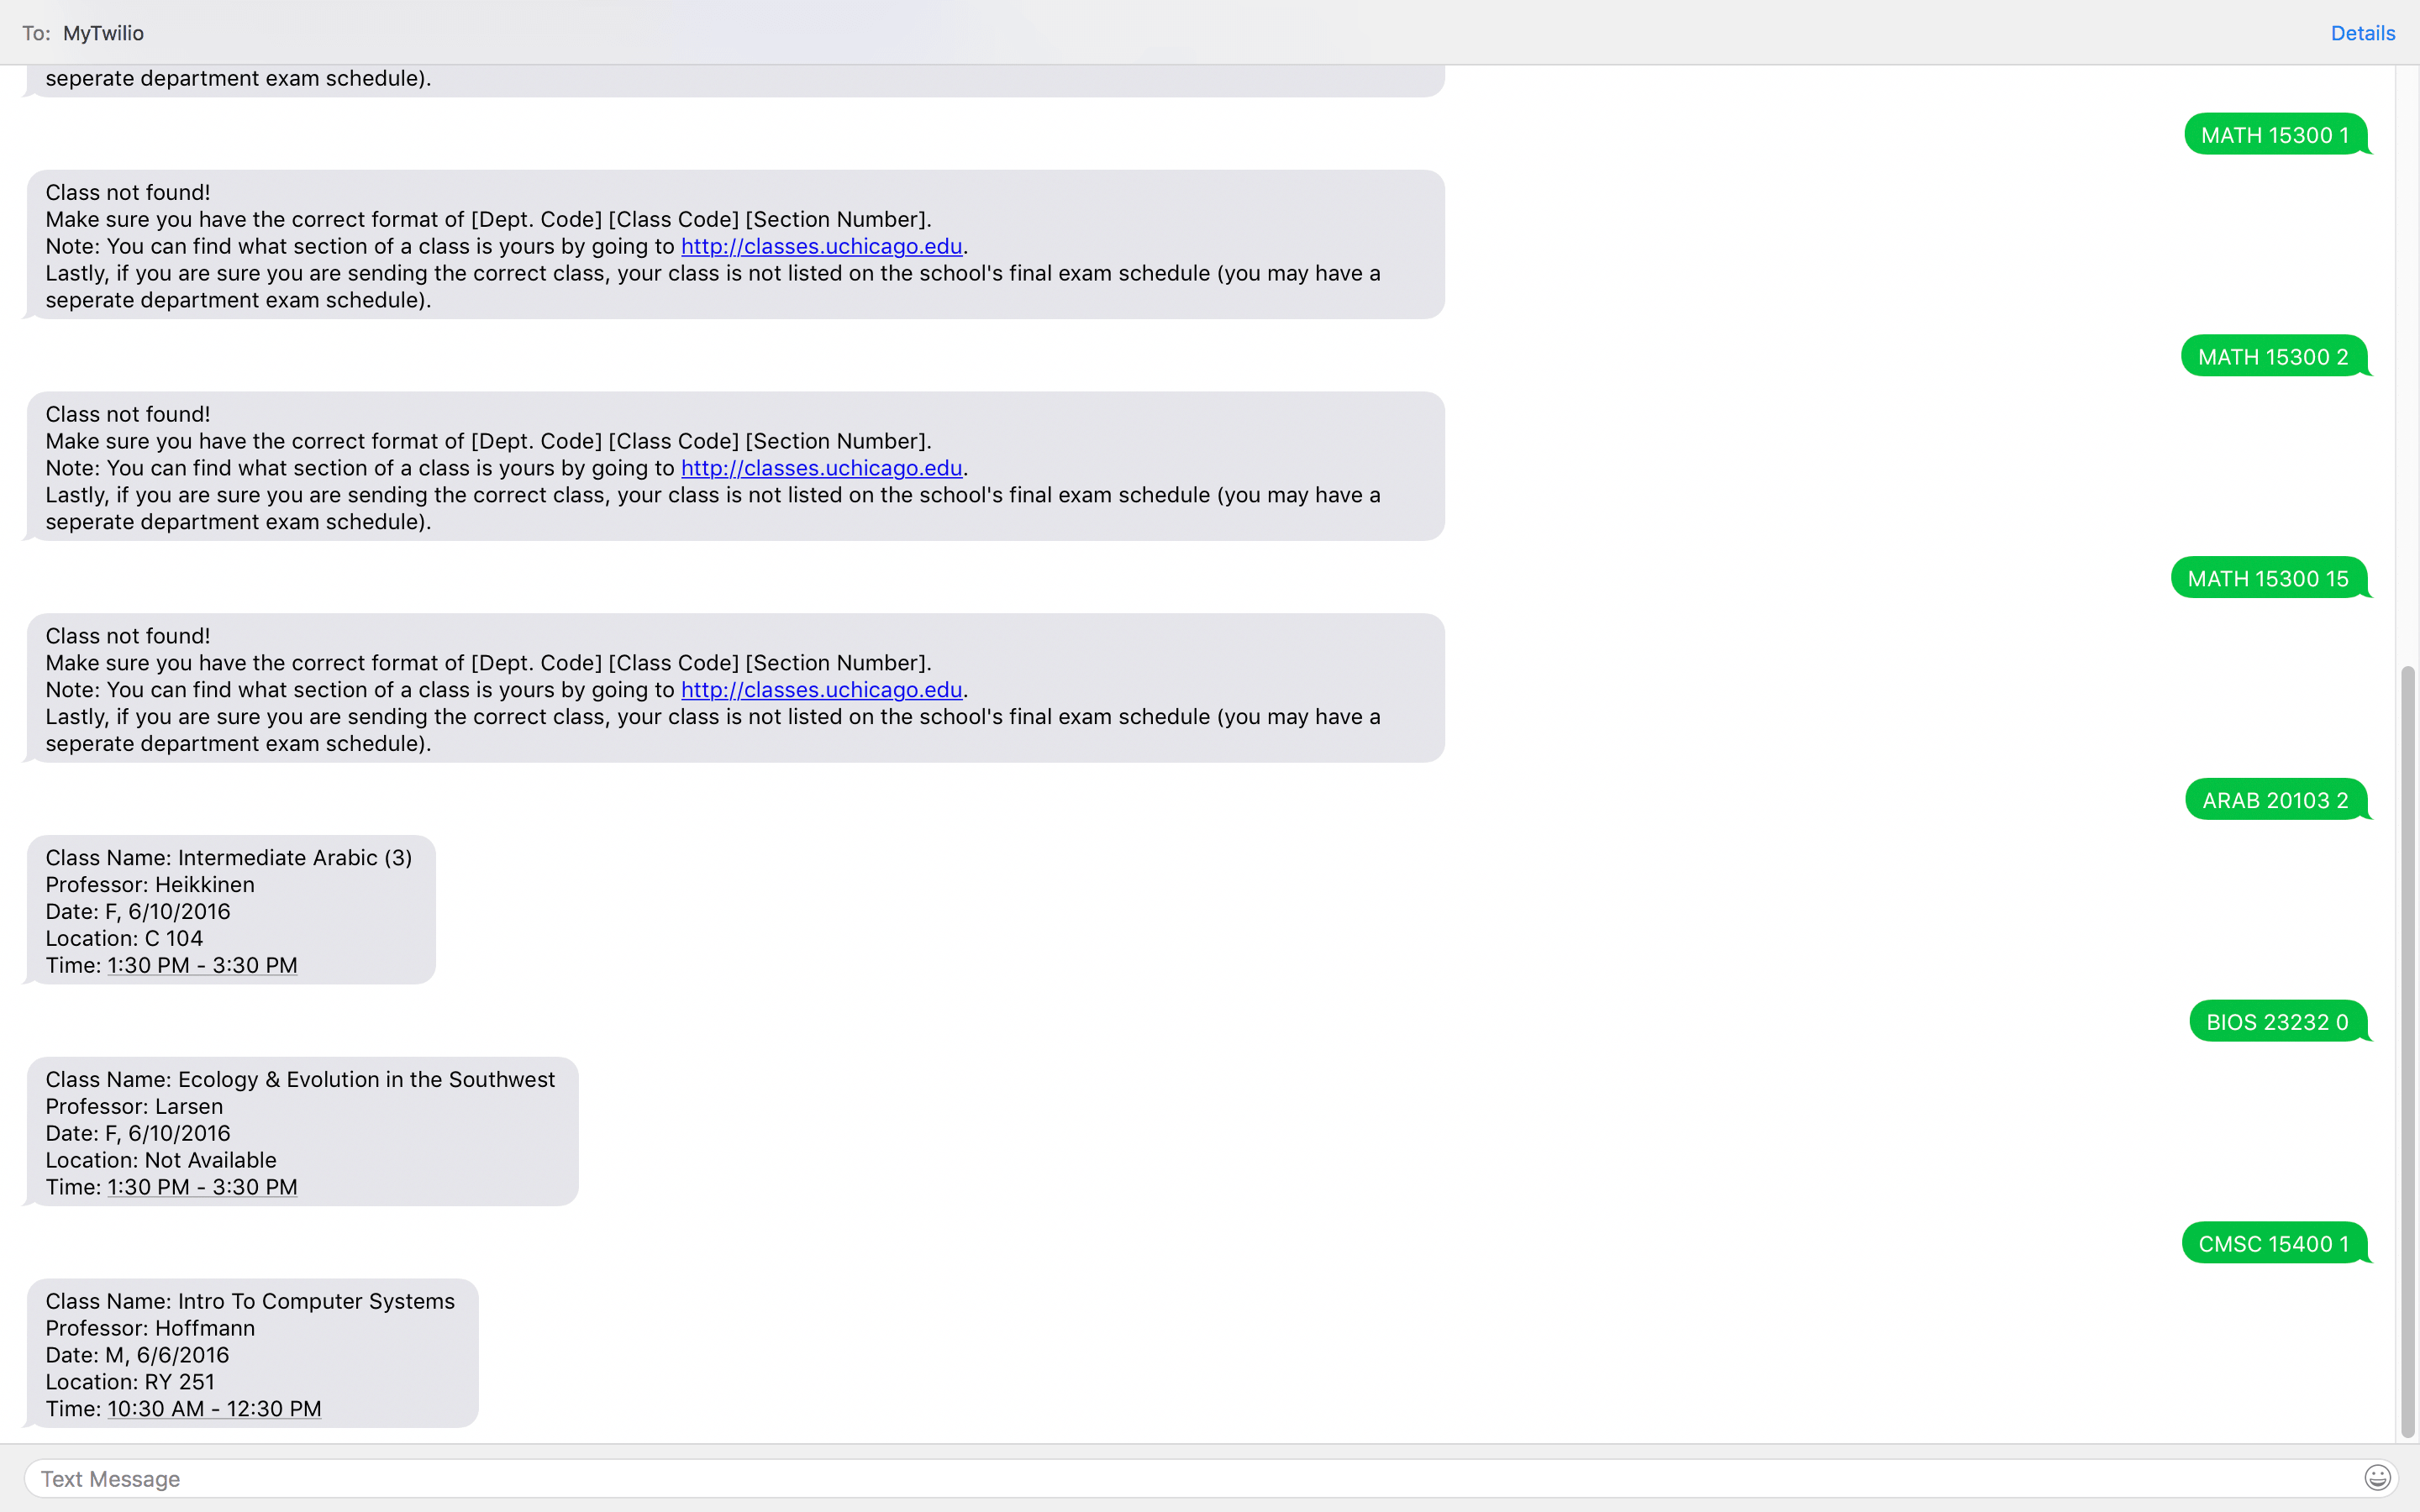 To: MyTwilio
Details
seperate department exam schedule).
MATH 15300 1
Class not found!
Make sure you have the correct format of [Dept. Code] [Class Code] [Section Number].
Note: You can find what section of a class is yours by going to http://classes.uchicago.edu.
Lastly, if you are sure you are sending the correct class, your class is not listed on the school's final exam schedule (you may have a
seperate department exam schedule).
MATH 15300 2
Class not found!
Make sure you have the correct format of [Dept. Code] [Class Code] [Section Number].
Note: You can find what section of a class is yours by going to http://classes.uchicago.edu.
Lastly, if you are sure you are sending the correct class, your class is not listed on the school's final exam schedule (you may have a
seperate department exam schedule).
MATH 15300 15
Class not found!
Make sure you have the correct format of [Dept. Code] [Class Code] [Section Number].
Note: You can find what section of a class is yours by going to http://classes.uchicago.edu.
Lastly, if you are sure you are sending the correct class, your class is not listed on the school's final exam schedule (you may have a
seperate department exam schedule).
ARAB 20103 2
Class Name: Intermediate Arabic (3)
Professor: Heikkinen
Date: F, 6/10/2016
Location: C 104
Time: 1:30 PM - 3:30 PM
BIOS 23232 0
Class Name: Ecology & Evolution in the Southwest
Professor: Larsen
Date: F, 6/10/2016
Location: Not Available
Time: 1:30 PM - 3:30 PM
CMSC 15400 1
Class Name: Intro To Computer Systems
Professor: Hoffmann
Date: M, 6/6/2016
Location: RY 251
Time: 10:30 AM - 12:30 PM
Text Message